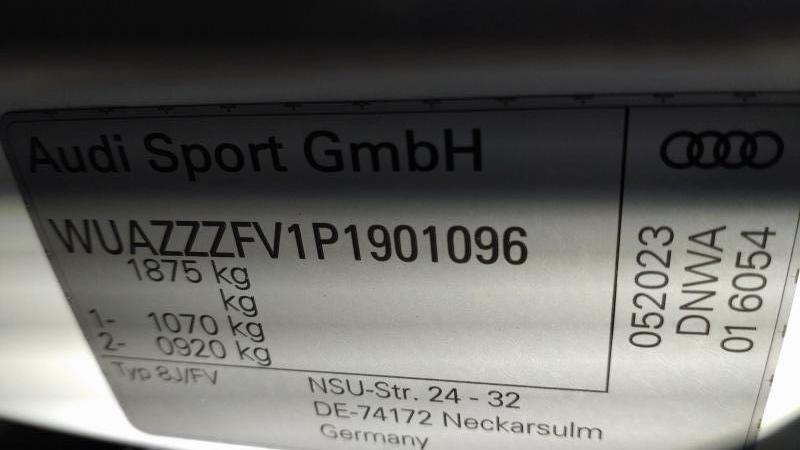 Audi Sport GmbH
WUAZZZFV1P1901096
1875 kg
kg
1- 1070 kg
2- 0920 kg
Typ 8J/FV
NSU-Str. 24 - 32
DE-74172 Neckarsulm
Germany
052023
DNWA
01 6054